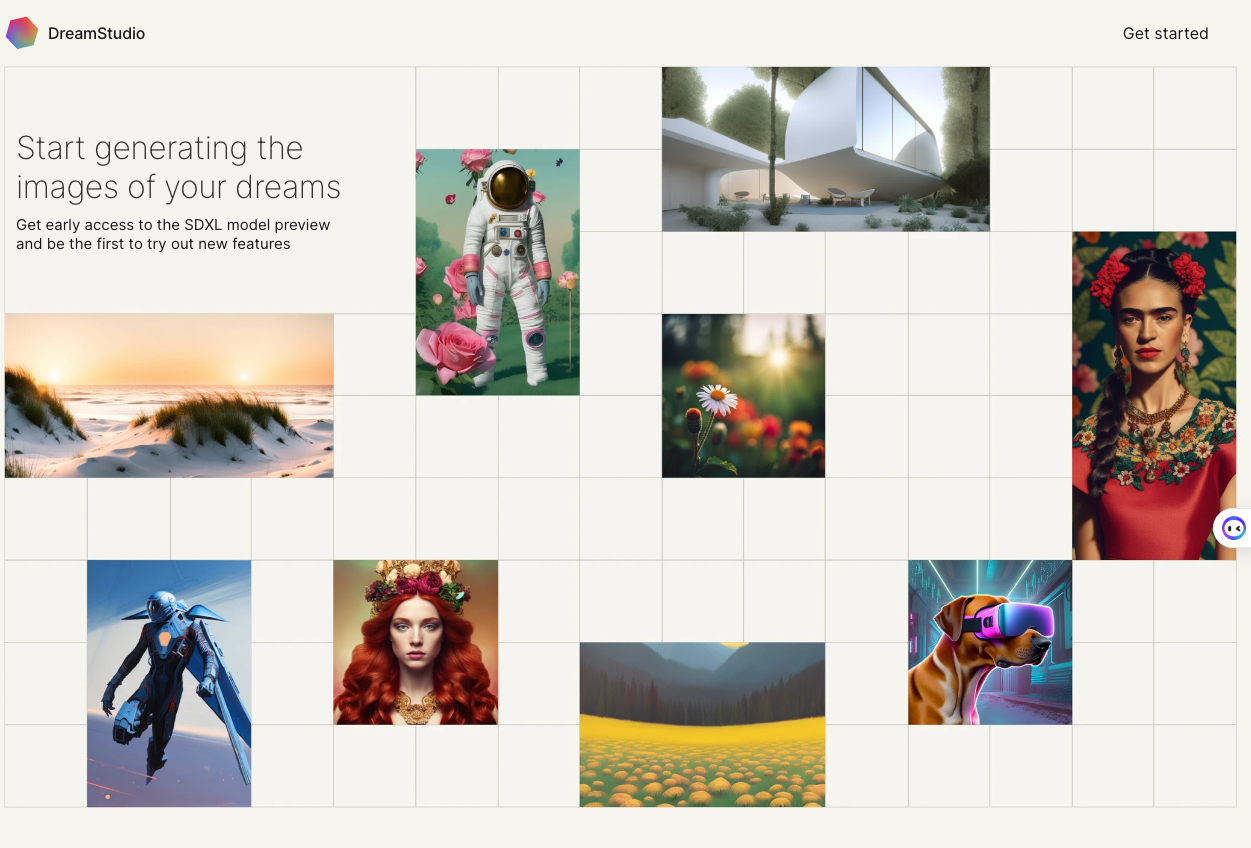 DreamStudio
Get started
Start generating the
images of your dreams
Get early access to the SDXL model preview
and be the first to try out new features